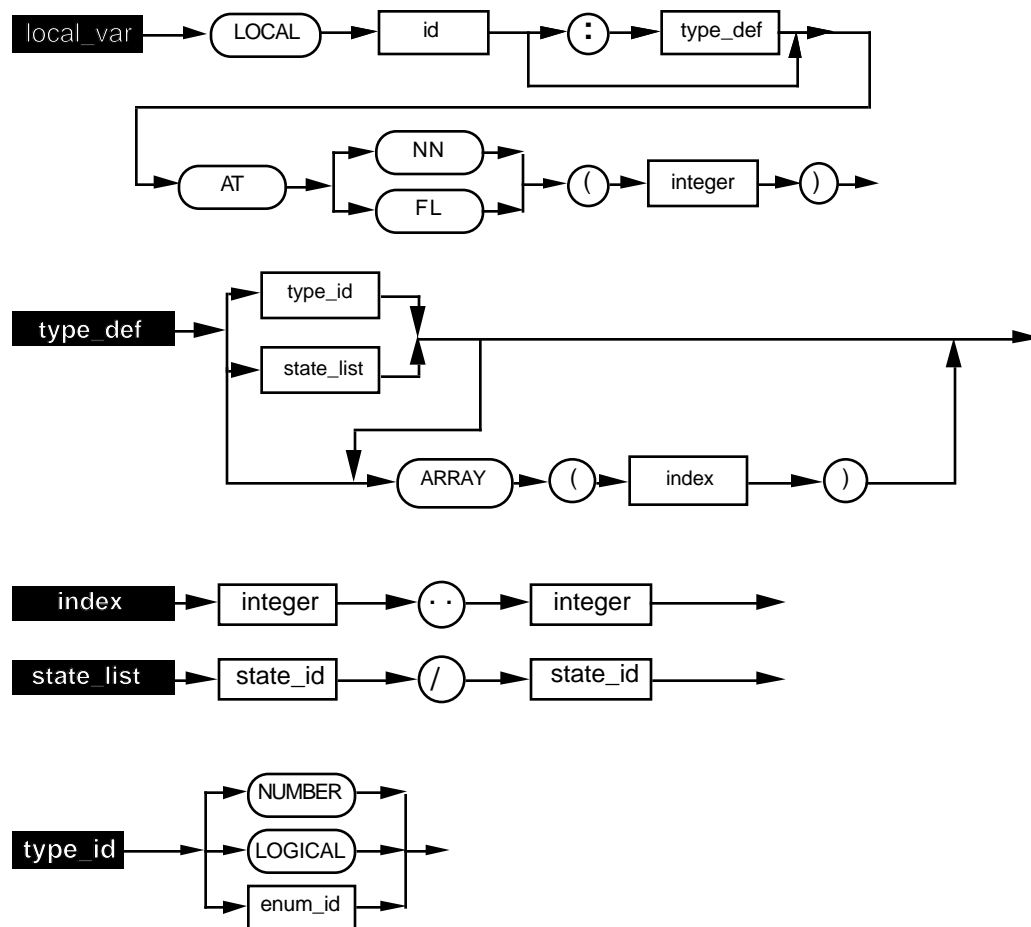 local_var LOCAL id : type_def
AT NN ( integer )
FL
type_id
type_def
state_list
ARRAY ( index )
index integer .. integer
state_list state_id / state_id
NUMBER
type_id LOGICAL
enum_id